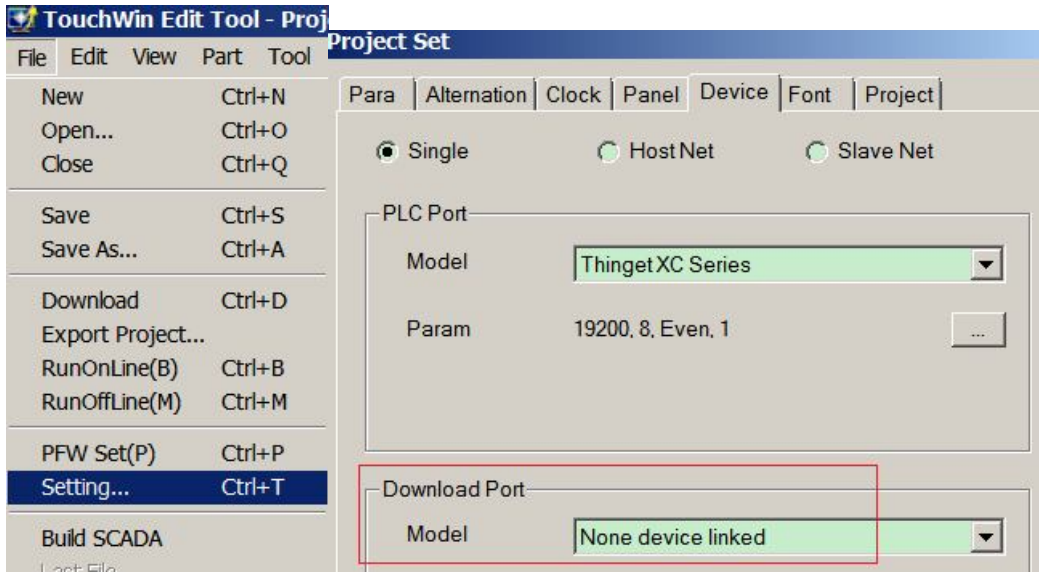 TouchWin Edit Tool - Proj
File Edit View Part Tool
New Ctrl+N
Open... Ctrl+O
Close Ctrl+Q
Save Ctrl+S
Save As... Ctrl+A
Download Ctrl+D
Export Project...
RunOnLine(B) Ctrl+B
RunOffLine(M) Ctrl+M
PFW Set(P) Ctrl+P
Setting... Ctrl+T
Build SCADA
Last File
Project Set
Para Alternation Clock Panel Device Font Project
Single Host Net Slave Net
PLC Port
Model Thinget XC Series
Param 19200, 8, Even, 1 ...
Download Port
Model None device linked